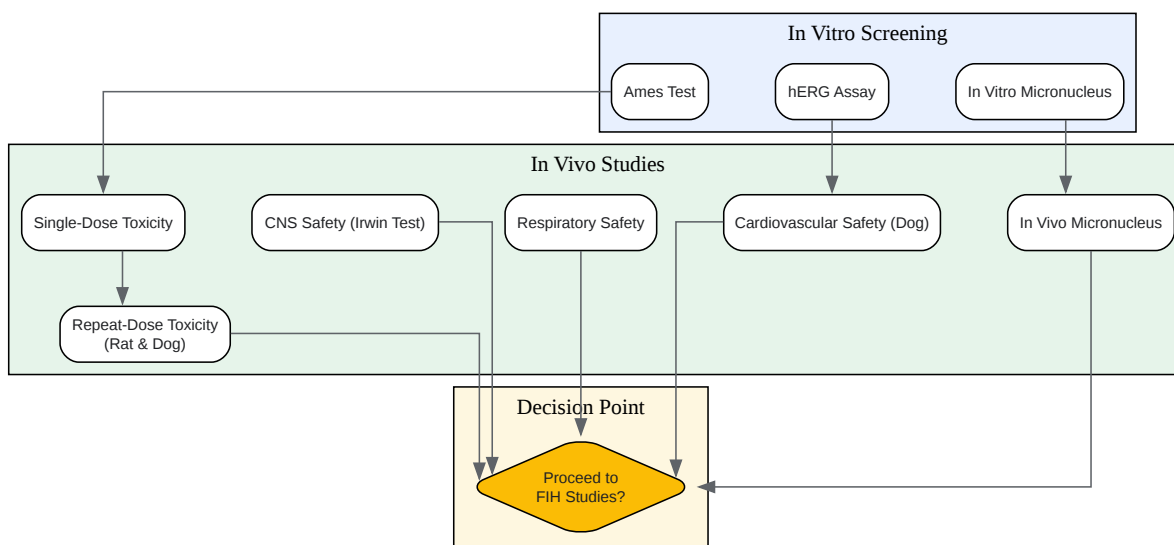 In Vitro Screening
Ames Test
hERG Assay
In Vitro Micronucleus
In Vivo Studies
Single-Dose Toxicity
CNS Safety (Irwin Test)
Respiratory Safety
Cardiovascular Safety (Dog)
In Vivo Micronucleus
Repeat-Dose Toxicity
(Rat & Dog)
Decision Point
Proceed to
FIH Studies?